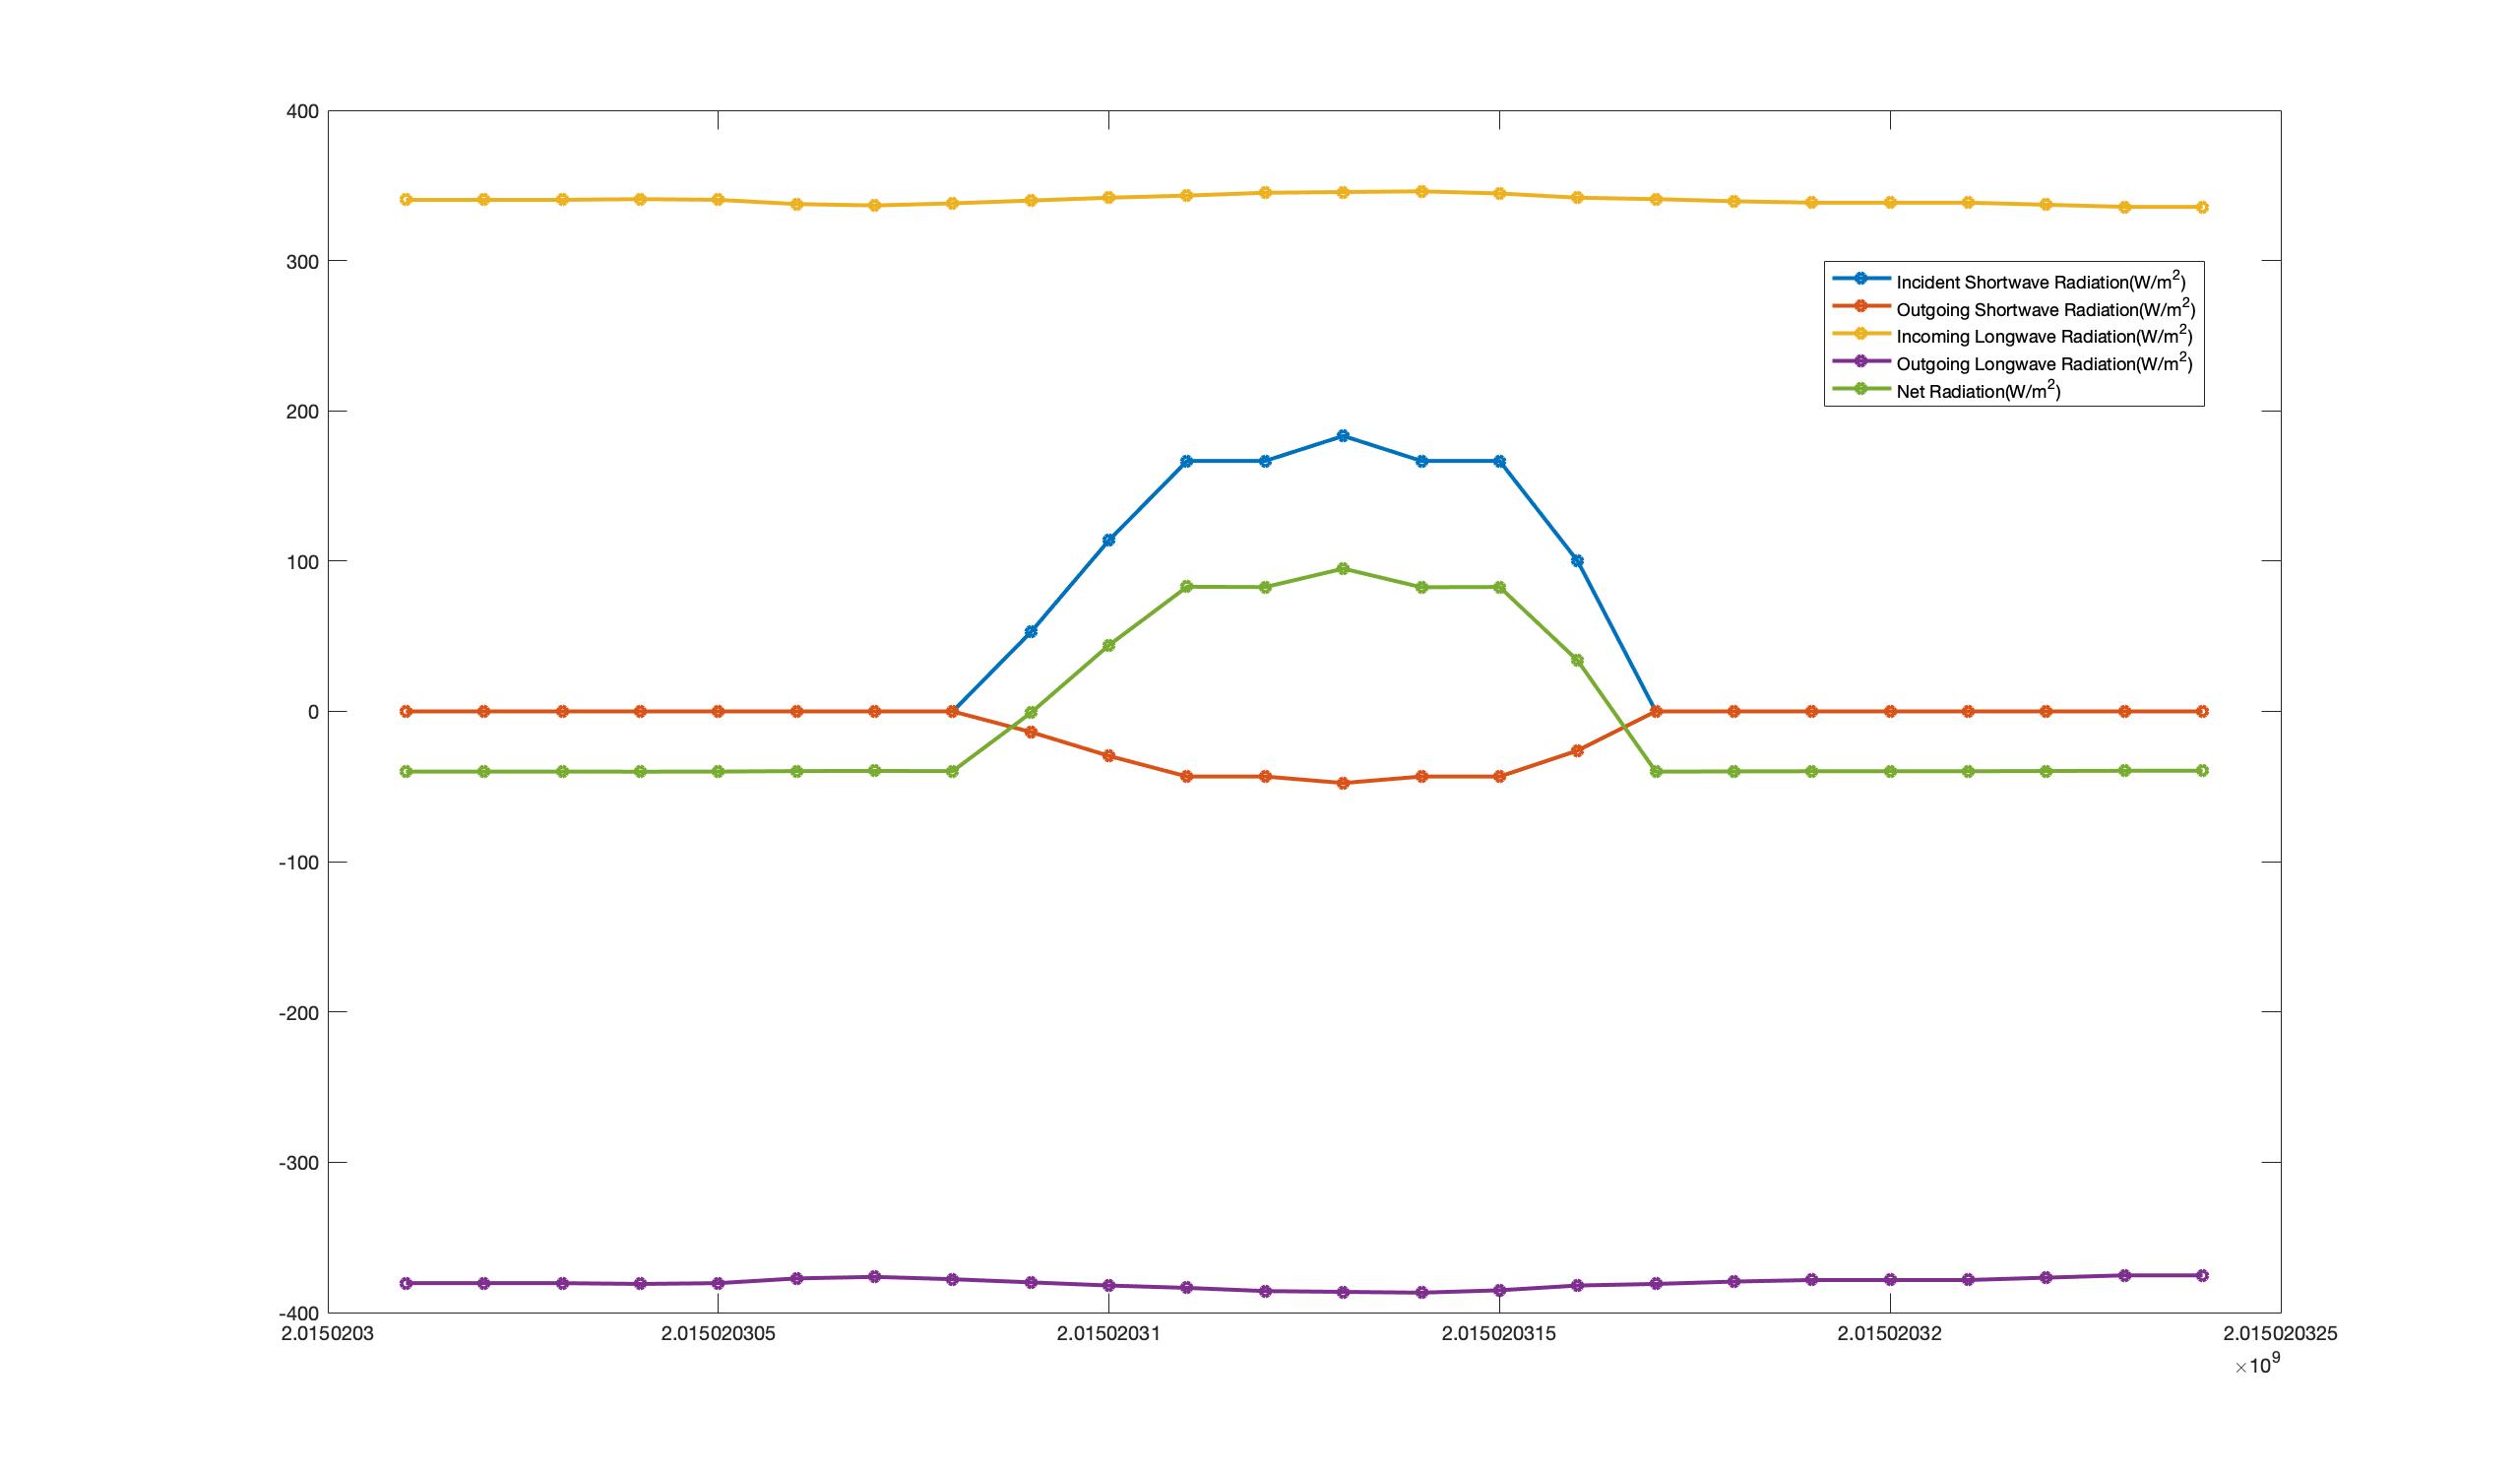 400
300
200
100
0
-100
-200
-300
-400
Incident Shortwave Radiation(W/m²)
Outgoing Shortwave Radiation(W/m²)
Incoming Longwave Radiation(W/m²)
Outgoing Longwave Radiation(W/m²)
Net Radiation(W/m²)
2.0150203 2.015020305 2.01502031 2.015020315 2.01502032 2.015020325
×10⁹